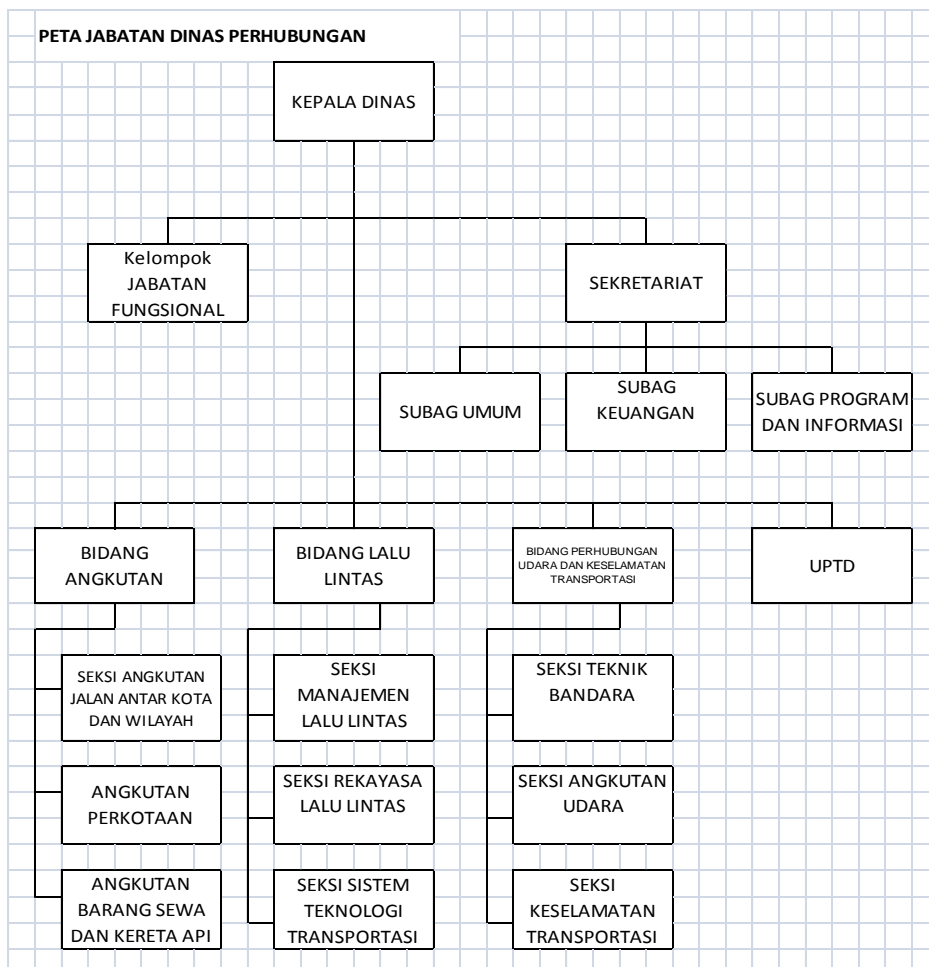 PETA JABATAN DINAS PERHUBUNGAN
KEPALA DINAS
Kelompok
JABATAN
FUNGSIONAL
SEKRETARIAT
SUBAG UMUM
SUBAG
KEUANGAN
SUBAG PROGRAM
DAN INFORMASI
BIDANG
ANGKUTAN
BIDANG LALU
LINTAS
BIDANG PERHUBUNGAN
UDARA DAN KESELAMATAN
TRANSPORTASI
UPTD
SEKSI ANGKUTAN
JALAN ANTAR KOTA
DAN WILAYAH
SEKSI
MANAJEMEN
LALU LINTAS
SEKSI TEKNIK
BANDARA
ANGKUTAN
PERKOTAAN
SEKSI REKAYASA
LALU LINTAS
SEKSI ANGKUTAN
UDARA
ANGKUTAN
BARANG SEWA
DAN KERETA API
SEKSI SISTEM
TEKNOLOGI
TRANSPORTASI
SEKSI
KESELAMATAN
TRANSPORTASI